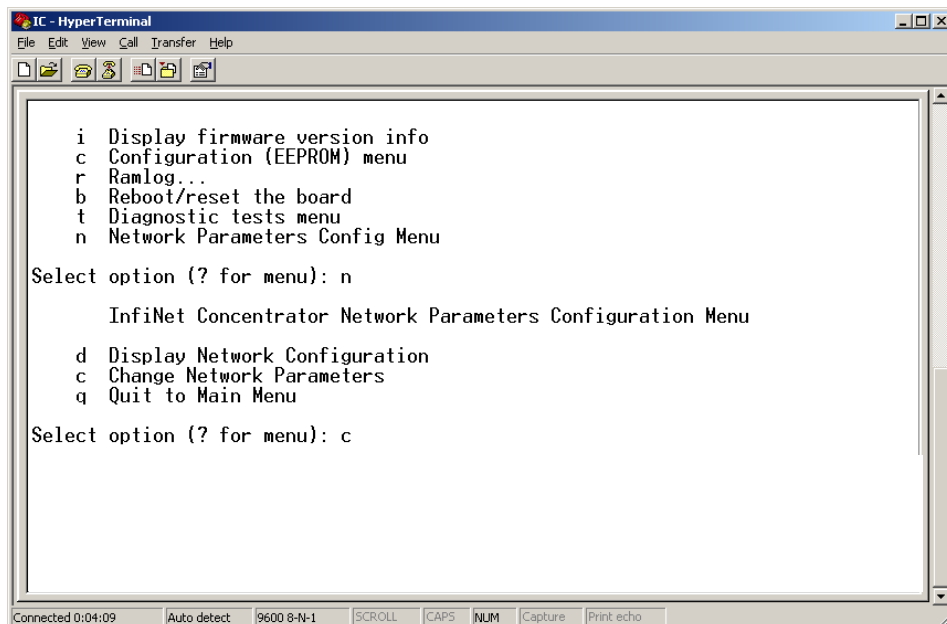 IC - HyperTerminal
File Edit View Call Transfer Help
i Display firmware version info
c Configuration (EEPROM) menu
r Ramlog...
b Reboot/reset the board
t Diagnostic tests menu
n Network Parameters Config Menu
Select option (? for menu): n
InfiNet Concentrator Network Parameters Configuration Menu
d Display Network Configuration
c Change Network Parameters
q Quit to Main Menu
Select option (? for menu): c
Connected 0:04:09 Auto detect 9600 8-N-1 SCROLL CAPS NUM Capture Print echo